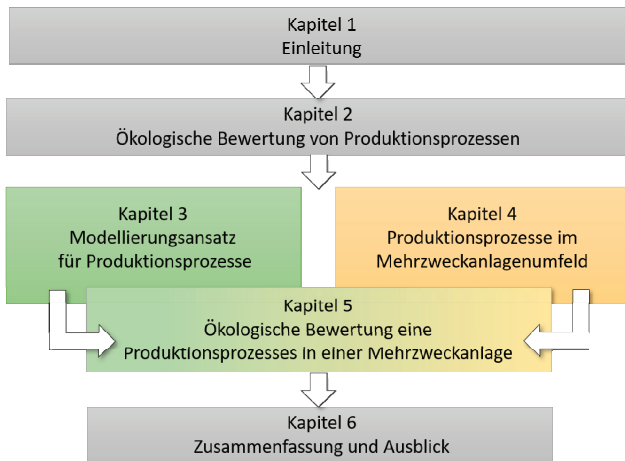 Kapitel 1
Einleitung
Kapitel 2
Ökologische Bewertung von Produktionsprozessen
Kapitel 3
Modellierungsansatz
für Produktionsprozesse
Kapitel 4
Produktionsprozesse im
Mehrzweckanlagenumfeld
Kapitel 5
Ökologische Bewertung eine
Produktionsprozesses in einer Mehrzweckanlage
Kapitel 6
Zusammenfassung und Ausblick